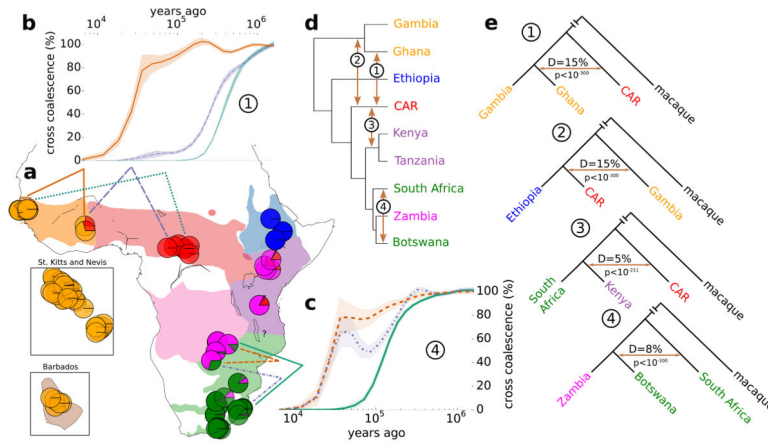 b
years ago
10⁴
10⁵
10⁶
cross coalescence (%)
100
80
60
40
20
0
1
a
St. Kitts and Nevis
Barbados
?
c
4
100
80
60
40
20
0
cross coalescence (%)
10⁴
10⁵
10⁶
years ago
d
Gambia
Ghana
Ethiopia
CAR
Kenya
Tanzania
South Africa
Zambia
Botswana
2
1
3
4
e
1
D=15%
p<10⁻³⁰⁰
Gambia
Ghana
CAR
macaque
2
D=15%
p<10⁻³⁰⁰
Ethiopia
CAR
Gambia
macaque
3
D=5%
p<10⁻²¹¹
South
Africa
Kenya
CAR
macaque
4
D=8%
p<10⁻³⁰⁰
Zambia
Botswana
South Africa
macaque